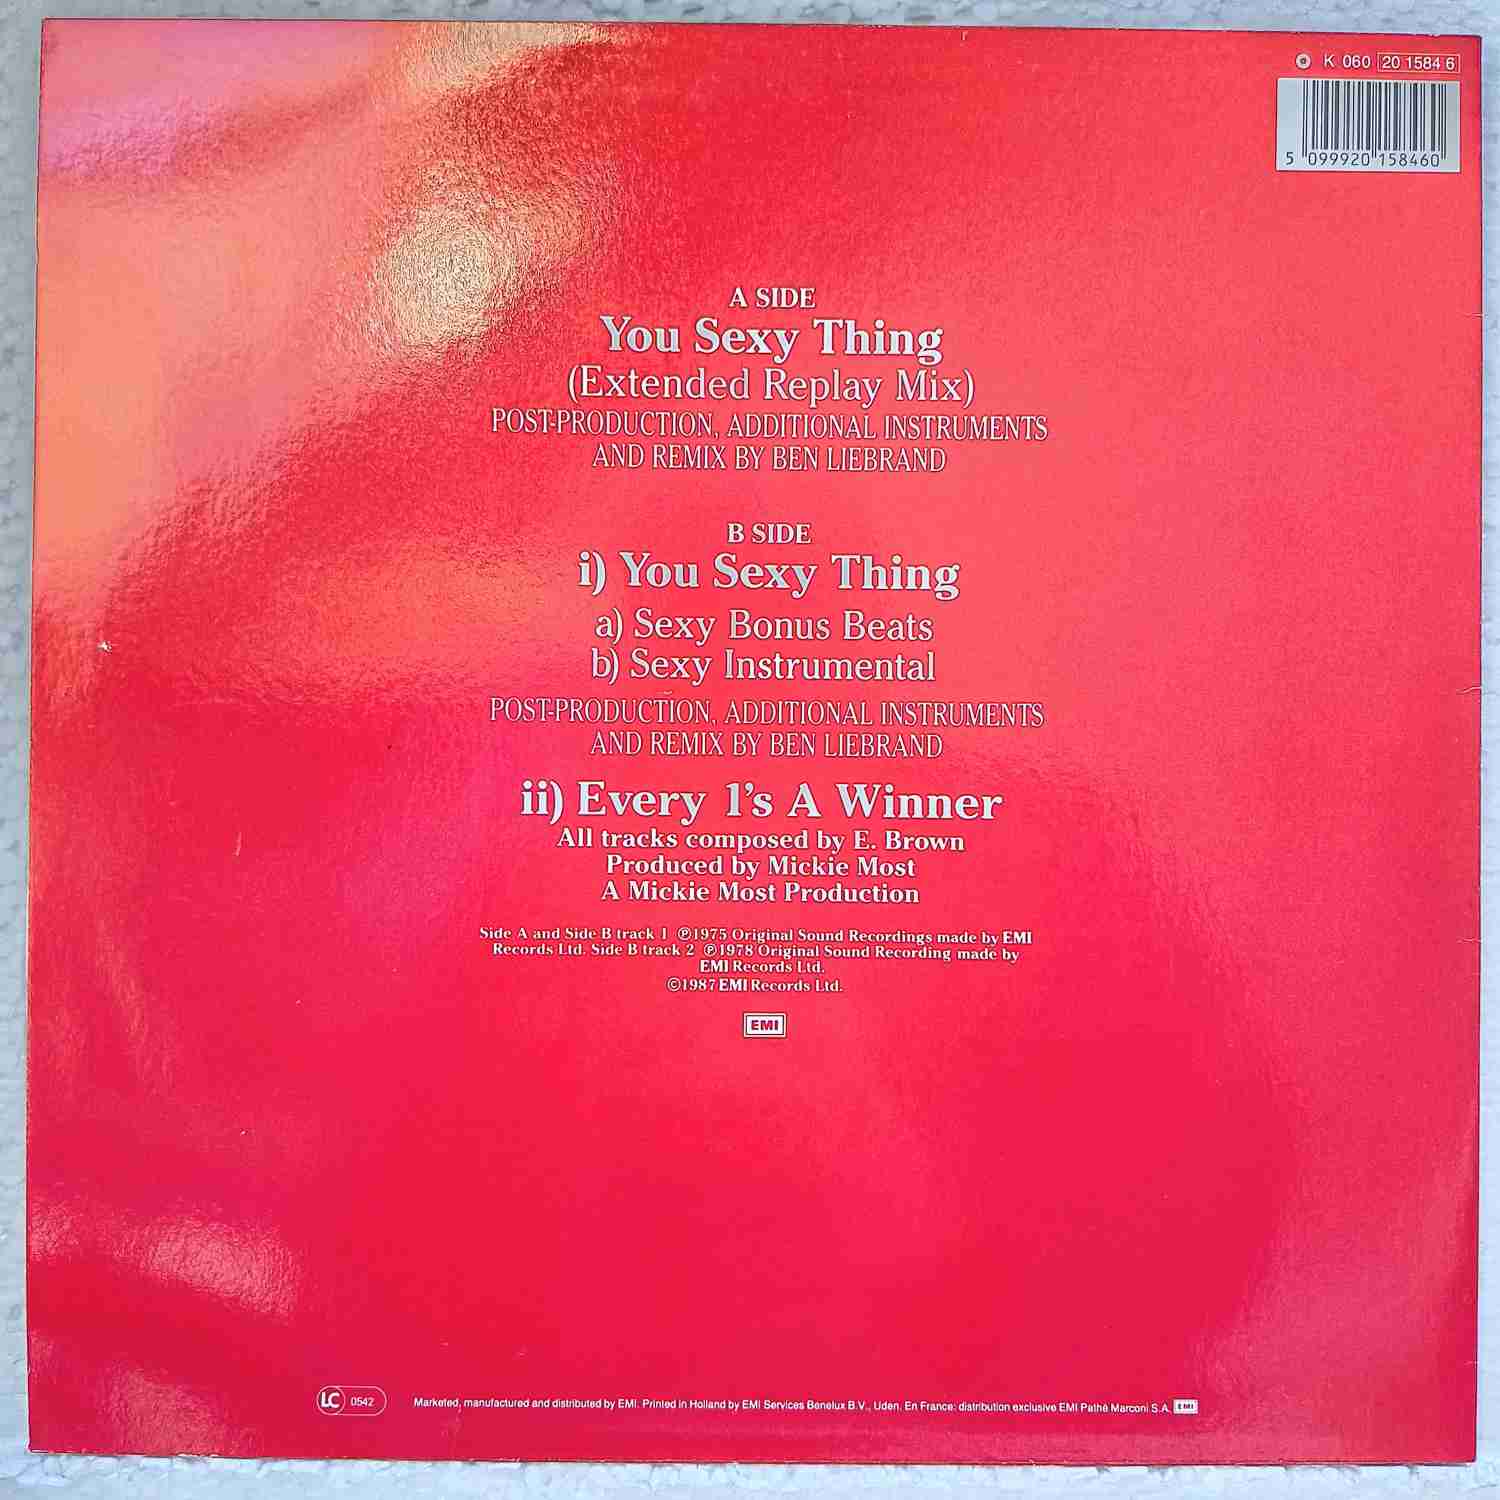 K 060 20 1584 6
5 099920 158460
A SIDE
You Sexy Thing
(Extended Replay Mix)
POST-PRODUCTION, ADDITIONAL INSTRUMENTS
AND REMIX BY BEN LIEBRAND
B SIDE
i) You Sexy Thing
a) Sexy Bonus Beats
b) Sexy Instrumental
POST-PRODUCTION, ADDITIONAL INSTRUMENTS
AND REMIX BY BEN LIEBRAND
ii) Every 1's A Winner
All tracks composed by E. Brown
Produced by Mickie Most
A Mickie Most Production
Side A and Side B track 1 ℗1975 Original Sound Recordings made by EMI
Records Ltd. Side B track 2 ℗1978 Original Sound Recording made by
EMI Records Ltd.
©1987 EMI Records Ltd.
EMI
LC 0542 Marketed, manufactured and distributed by EMI. Printed in Holland by EMI Services Benelux B.V., Uden. En France: distribution exclusive EMI Pathé Marconi S.A. EMI